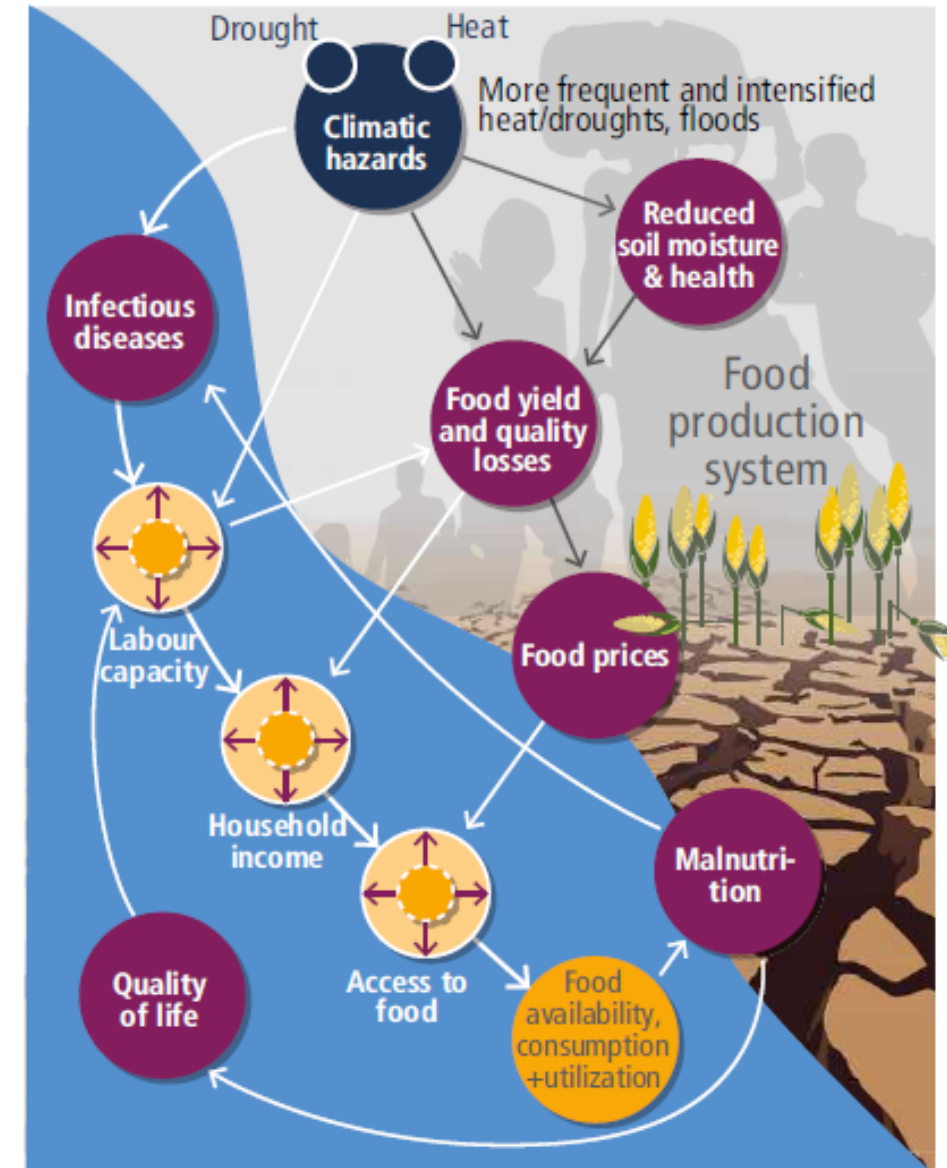 Drought
Heat
More frequent and intensified
heat/droughts, floods
Climatic
hazards
Reduced
soil moisture
& health
Infectious
diseases
Food
production
system
Food yield
and quality
losses
Labour
capacity
Food prices
Household
income
Malnutri-
tion
Access to
food
Quality
of life
Food
availability,
consumption
+utilization